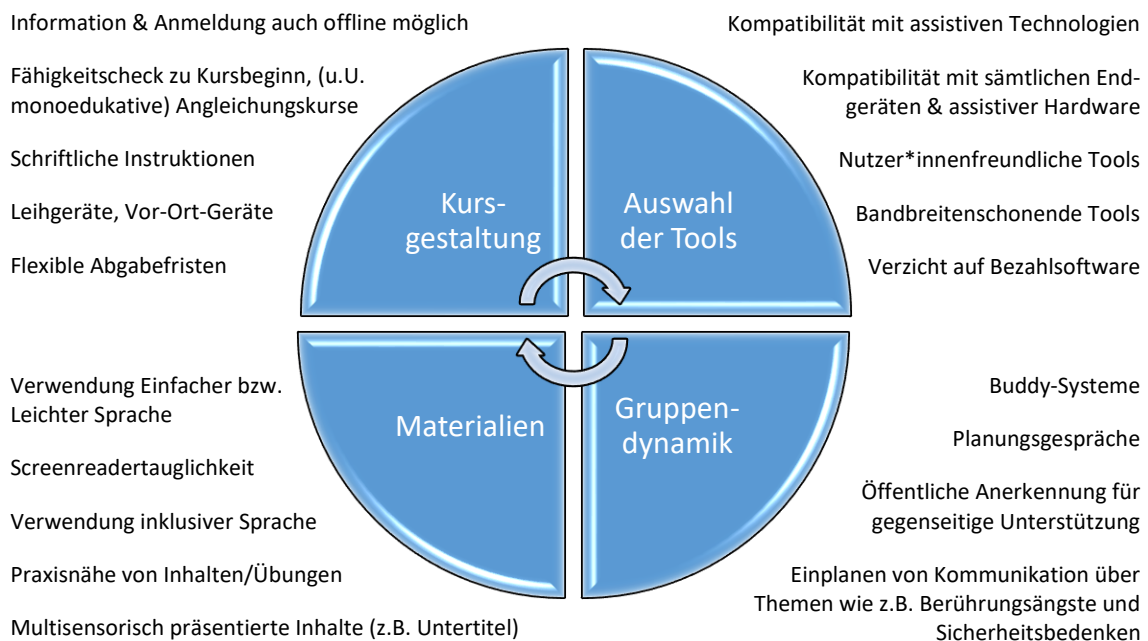 Information & Anmeldung auch offline möglich
Fähigkeitscheck zu Kursbeginn, (u.U.
monoedukative) Angleichungskurse
Schriftliche Instruktionen
Leihgeräte, Vor-Ort-Geräte
Flexible Abgabefristen
Kurs-
gestaltung
Auswahl
der Tools
Kompatibilität mit assistiven Technologien
Kompatibilität mit sämtlichen End-
geräten & assistiver Hardware
Nutzer*innenfreundliche Tools
Bandbreitenschonende Tools
Verzicht auf Bezahlsoftware
Verwendung Einfacher bzw.
Leichter Sprache
Screenreadertauglichkeit
Verwendung inklusiver Sprache
Praxisnähe von Inhalten/Übungen
Multisensorisch präsentierte Inhalte (z.B. Untertitel)
Materialien
Gruppen-
dynamik
Buddy-Systeme
Planungsgespräche
Öffentliche Anerkennung für
gegenseitige Unterstützung
Einplanen von Kommunikation über
Themen wie z.B. Berührungsängste und
Sicherheitsbedenken